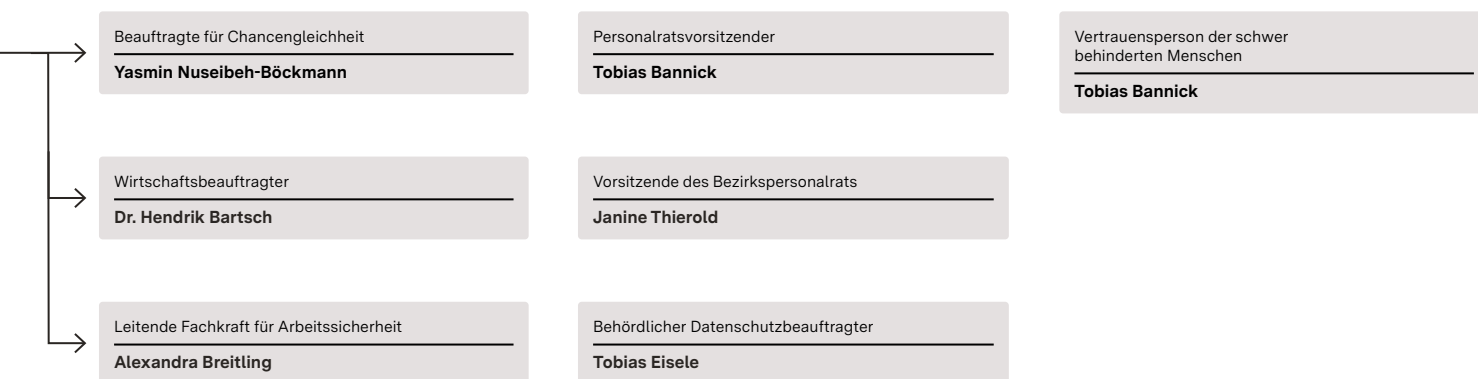 Beauftragte für Chancengleichheit
Yasmin Nuseibeh-Böckmann
Personalratsvorsitzender
Tobias Bannick
Vertrauensperson der schwer
behinderten Menschen
Tobias Bannick
Wirtschaftsbeauftragter
Dr. Hendrik Bartsch
Vorsitzende des Bezirkspersonalrats
Janine Thierold
Leitende Fachkraft für Arbeitssicherheit
Alexandra Breitling
Behördlicher Datenschutzbeauftragter
Tobias Eisele